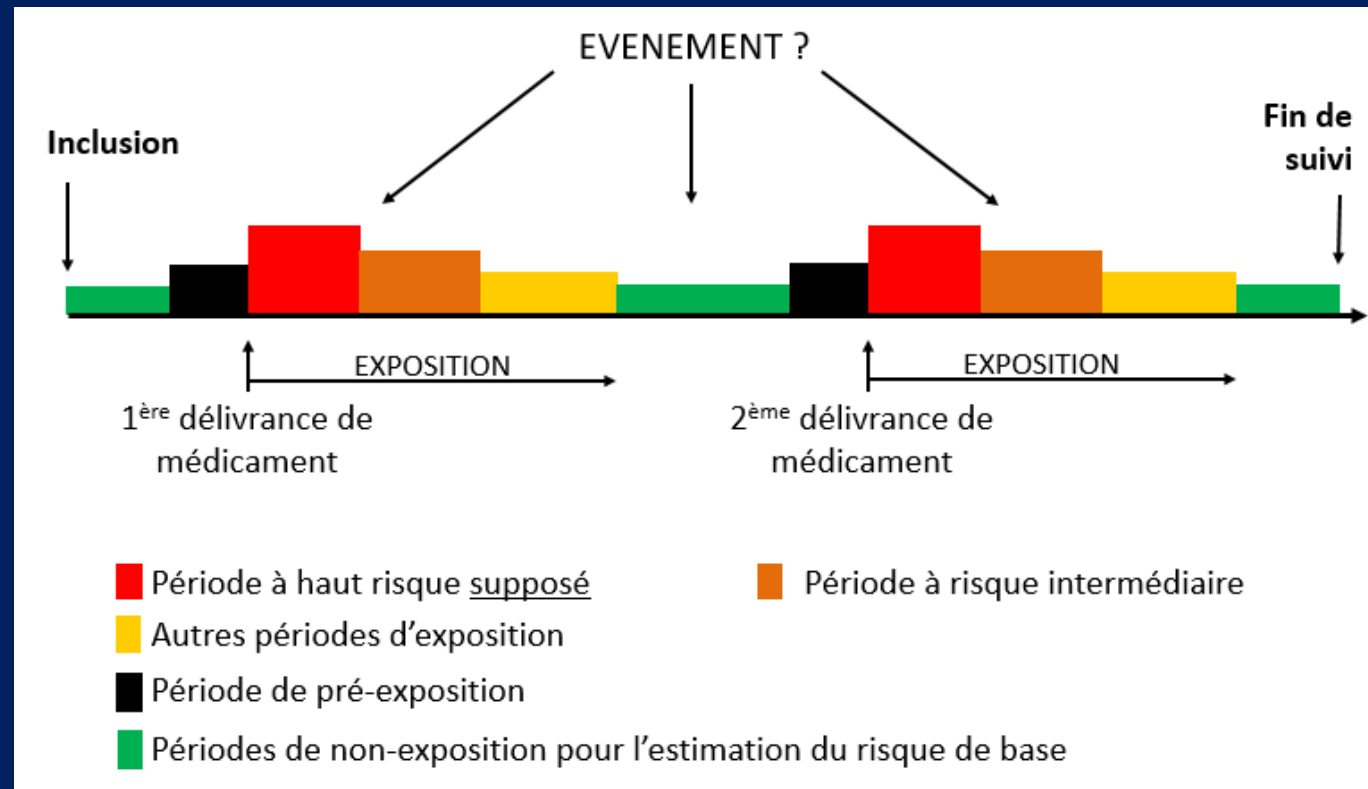 EVENEMENT ?
Inclusion
Fin de
suivi
EXPOSITION
EXPOSITION
1ère délivrance de
médicament
2ème délivrance de
médicament
Période à haut risque supposé
Période à risque intermédiaire
Autres périodes d'exposition
Période de pré-exposition
Périodes de non-exposition pour l'estimation du risque de base